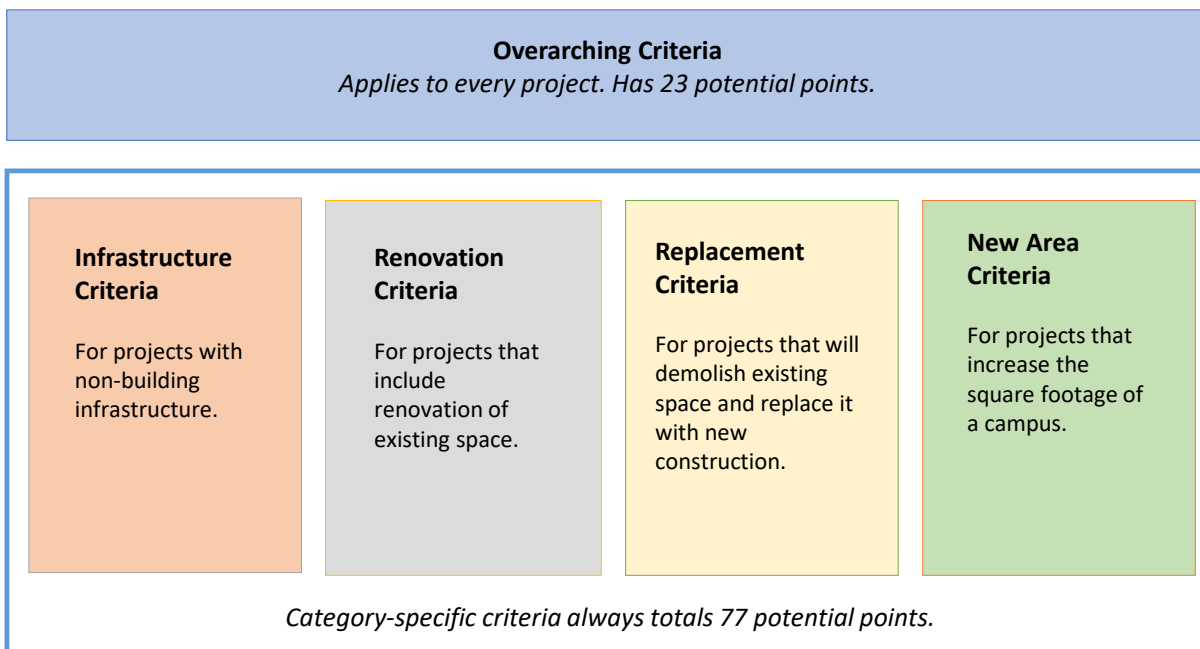 Overarching Criteria
Applies to every project. Has 23 potential points.
Infrastructure
Criteria
For projects with
non-building
infrastructure.
Renovation
Criteria
For projects that
include
renovation of
existing space.
Replacement
Criteria
For projects that will
demolish existing
space and replace it
with new
construction.
New Area
Criteria
For projects that
increase the
square footage of
a campus.
Category-specific criteria always totals 77 potential points.